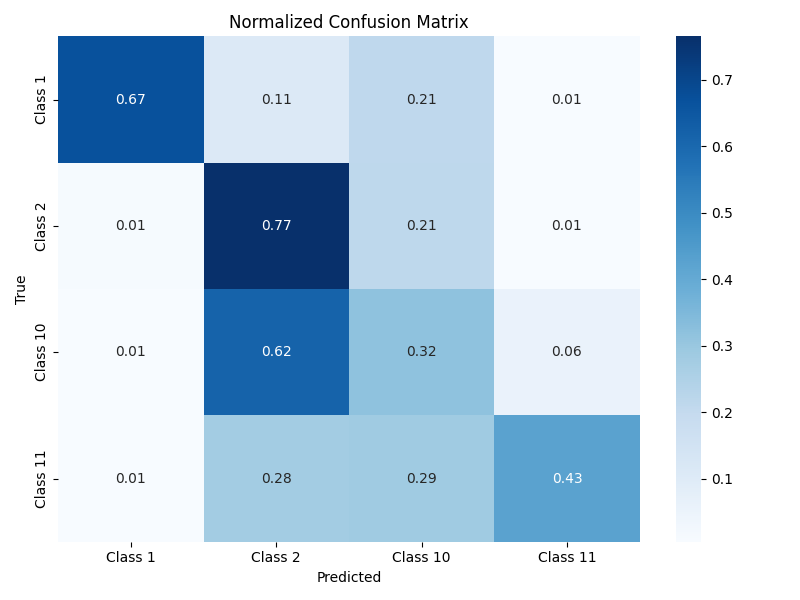 Normalized Confusion Matrix
Class 1 0.67 0.11 0.21 0.01
Class 2 0.01 0.77 0.21 0.01
Class 10 0.01 0.62 0.32 0.06
Class 11 0.01 0.28 0.29 0.43
True
Class 1 Class 2 Class 10 Class 11
Predicted
0.7
0.6
0.5
0.4
0.3
0.2
0.1